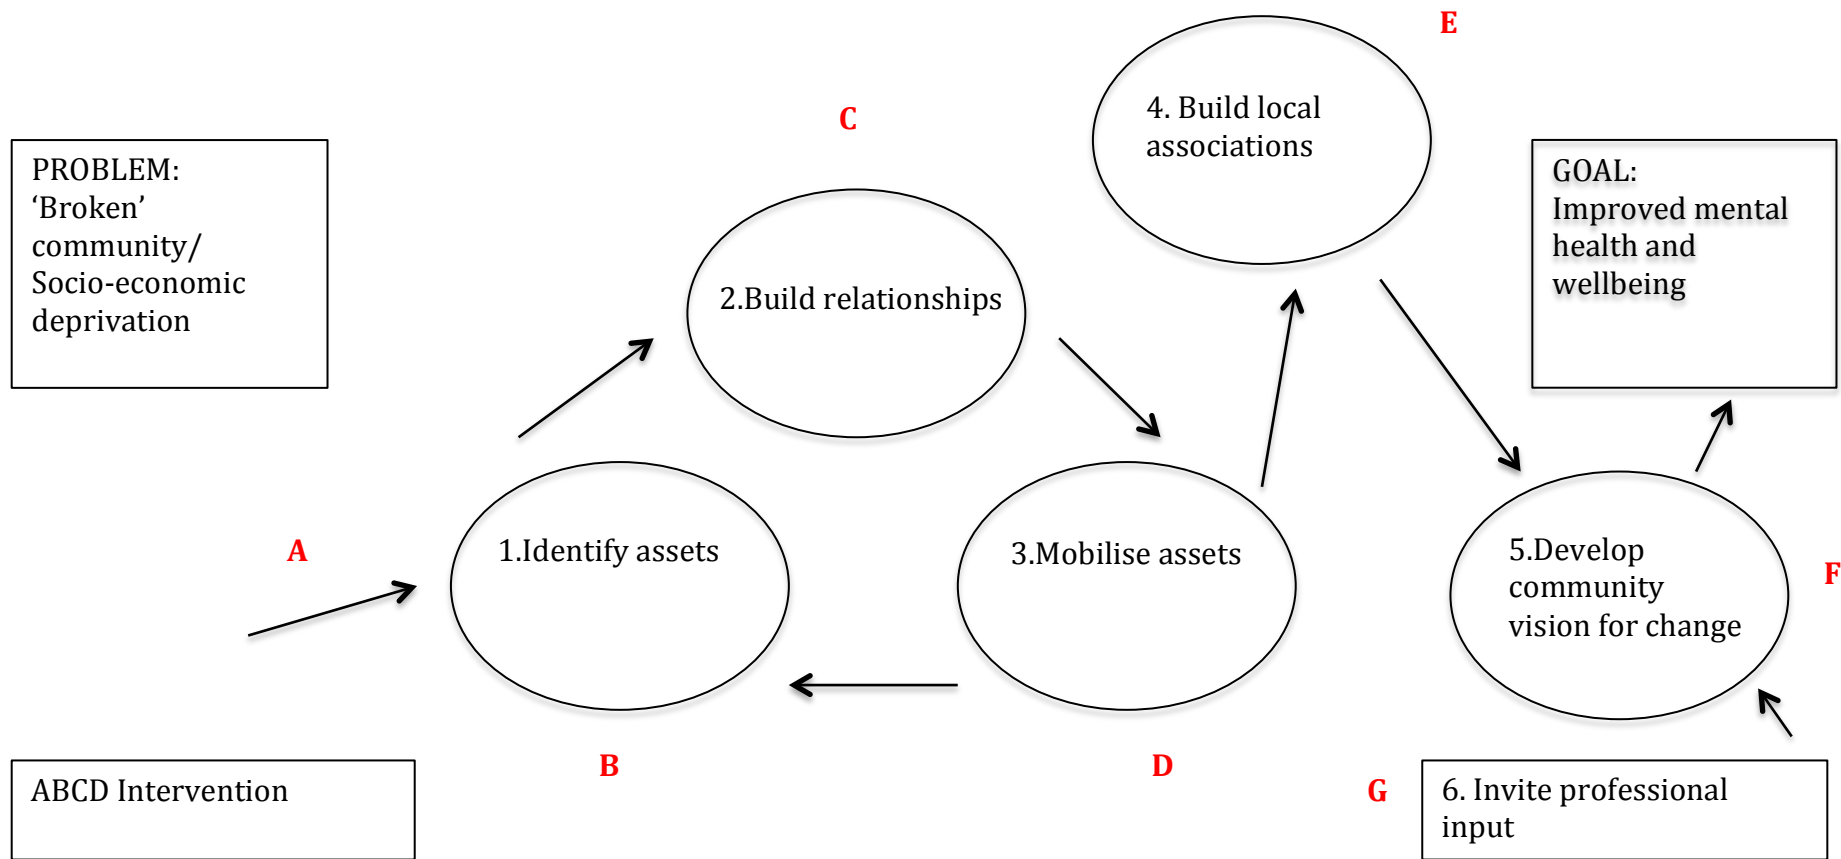 PROBLEM:
‘Broken’
community/
Socio-economic
deprivation
A
ABCD Intervention
1.Identify assets
B
C
2.Build relationships
3.Mobilise assets
D
E
4. Build local
associations
GOAL:
Improved mental
health and
wellbeing
5.Develop
community
vision for change
F
G
6. Invite professional
input